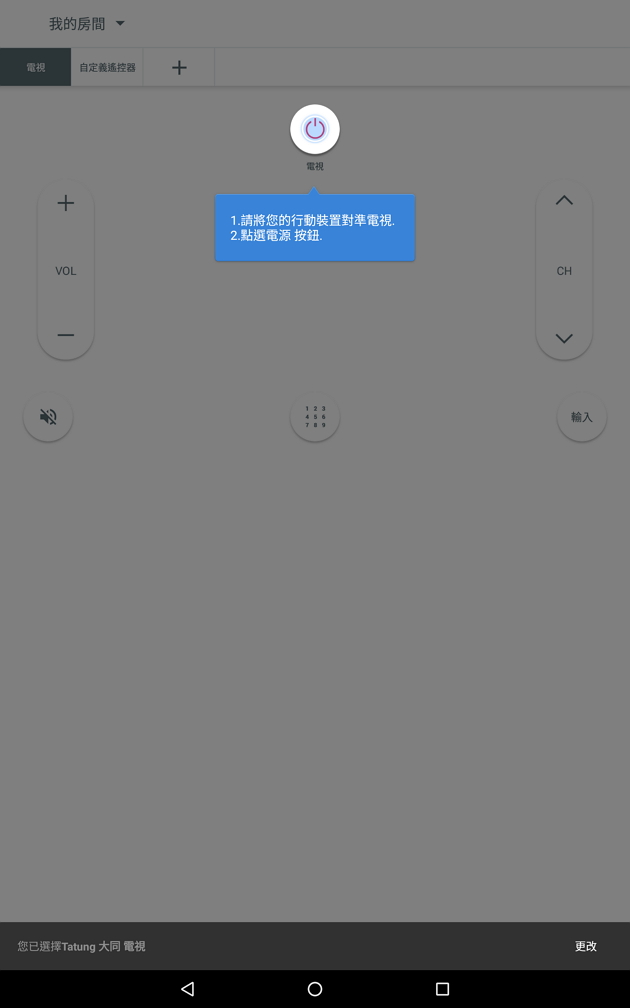 我的房間
電視
自定義遙控器
電視
1.請將您的行動裝置對準電視.
2.點選電源 按鈕.
VOL
CH
1 2 3
4 5 6
7 8 9
輸入
您已選擇Tatung 大同 電視
更改